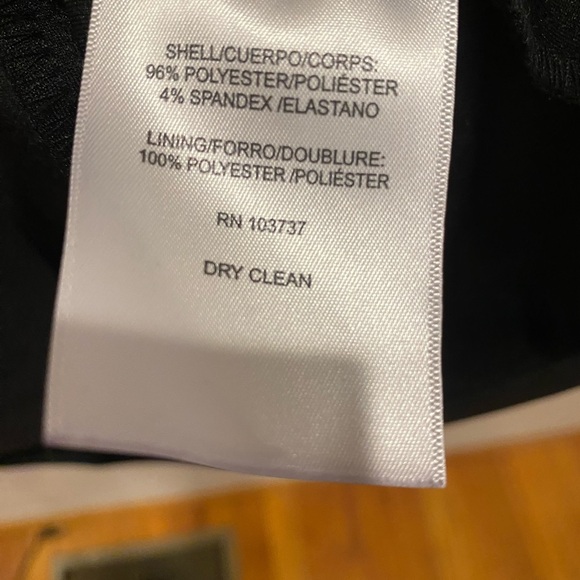 SHELL/CUERPO/CORPS:
96% POLYESTER/POLIÉSTER
4% SPANDEX /ELASTANO
LINING/FORRO/DOUBLURE:
100% POLYESTER /POLIÉSTER
RN 103737
DRY CLEAN